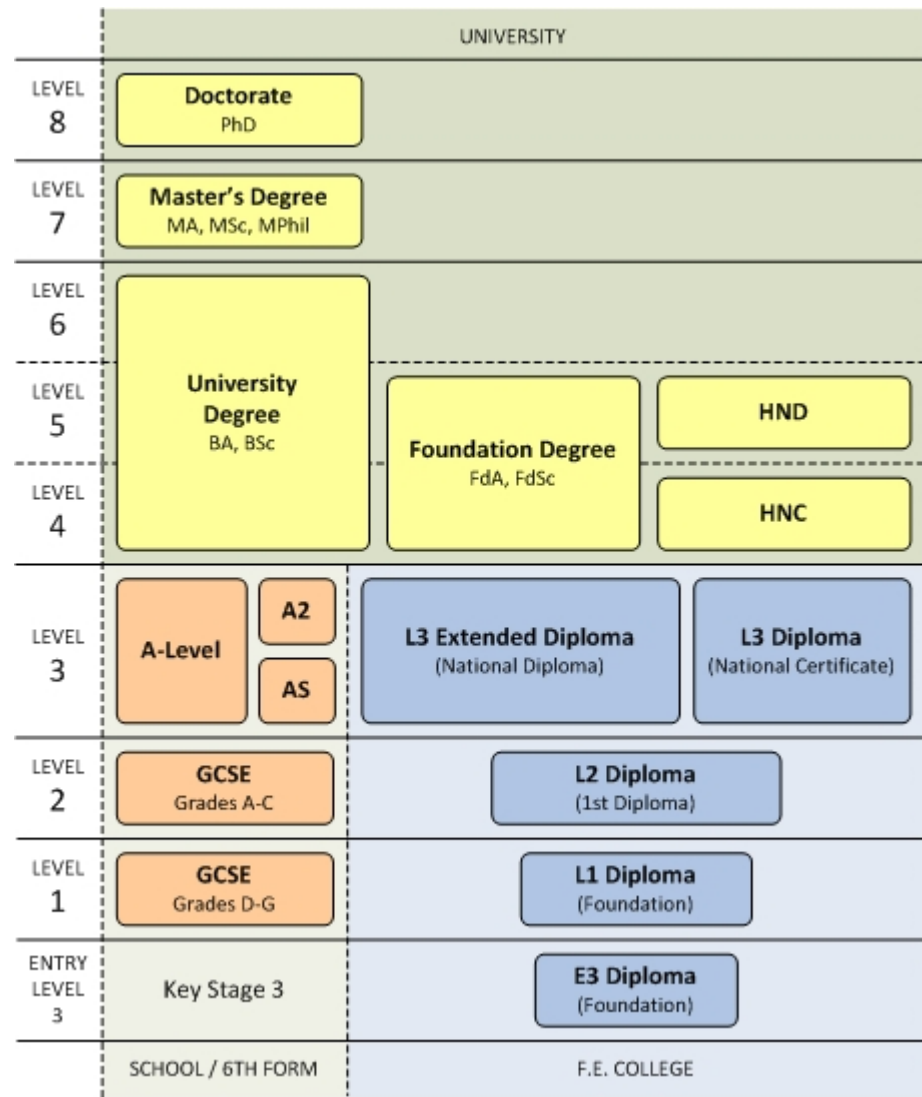 UNIVERSITY
LEVEL
8
Doctorate
PhD
LEVEL
7
Master's Degree
MA, MSc, MPhil
LEVEL
6
University
Degree
BA, BSc
LEVEL
5
Foundation Degree
FdA, FdSc
HND
LEVEL
4
HNC
LEVEL
3
A-Level
A2
AS
L3 Extended Diploma
(National Diploma)
L3 Diploma
(National Certificate)
LEVEL
2
GCSE
Grades A-C
L2 Diploma
(1st Diploma)
LEVEL
1
GCSE
Grades D-G
L1 Diploma
(Foundation)
ENTRY
LEVEL
3
Key Stage 3
E3 Diploma
(Foundation)
SCHOOL / 6TH FORM
F.E. COLLEGE